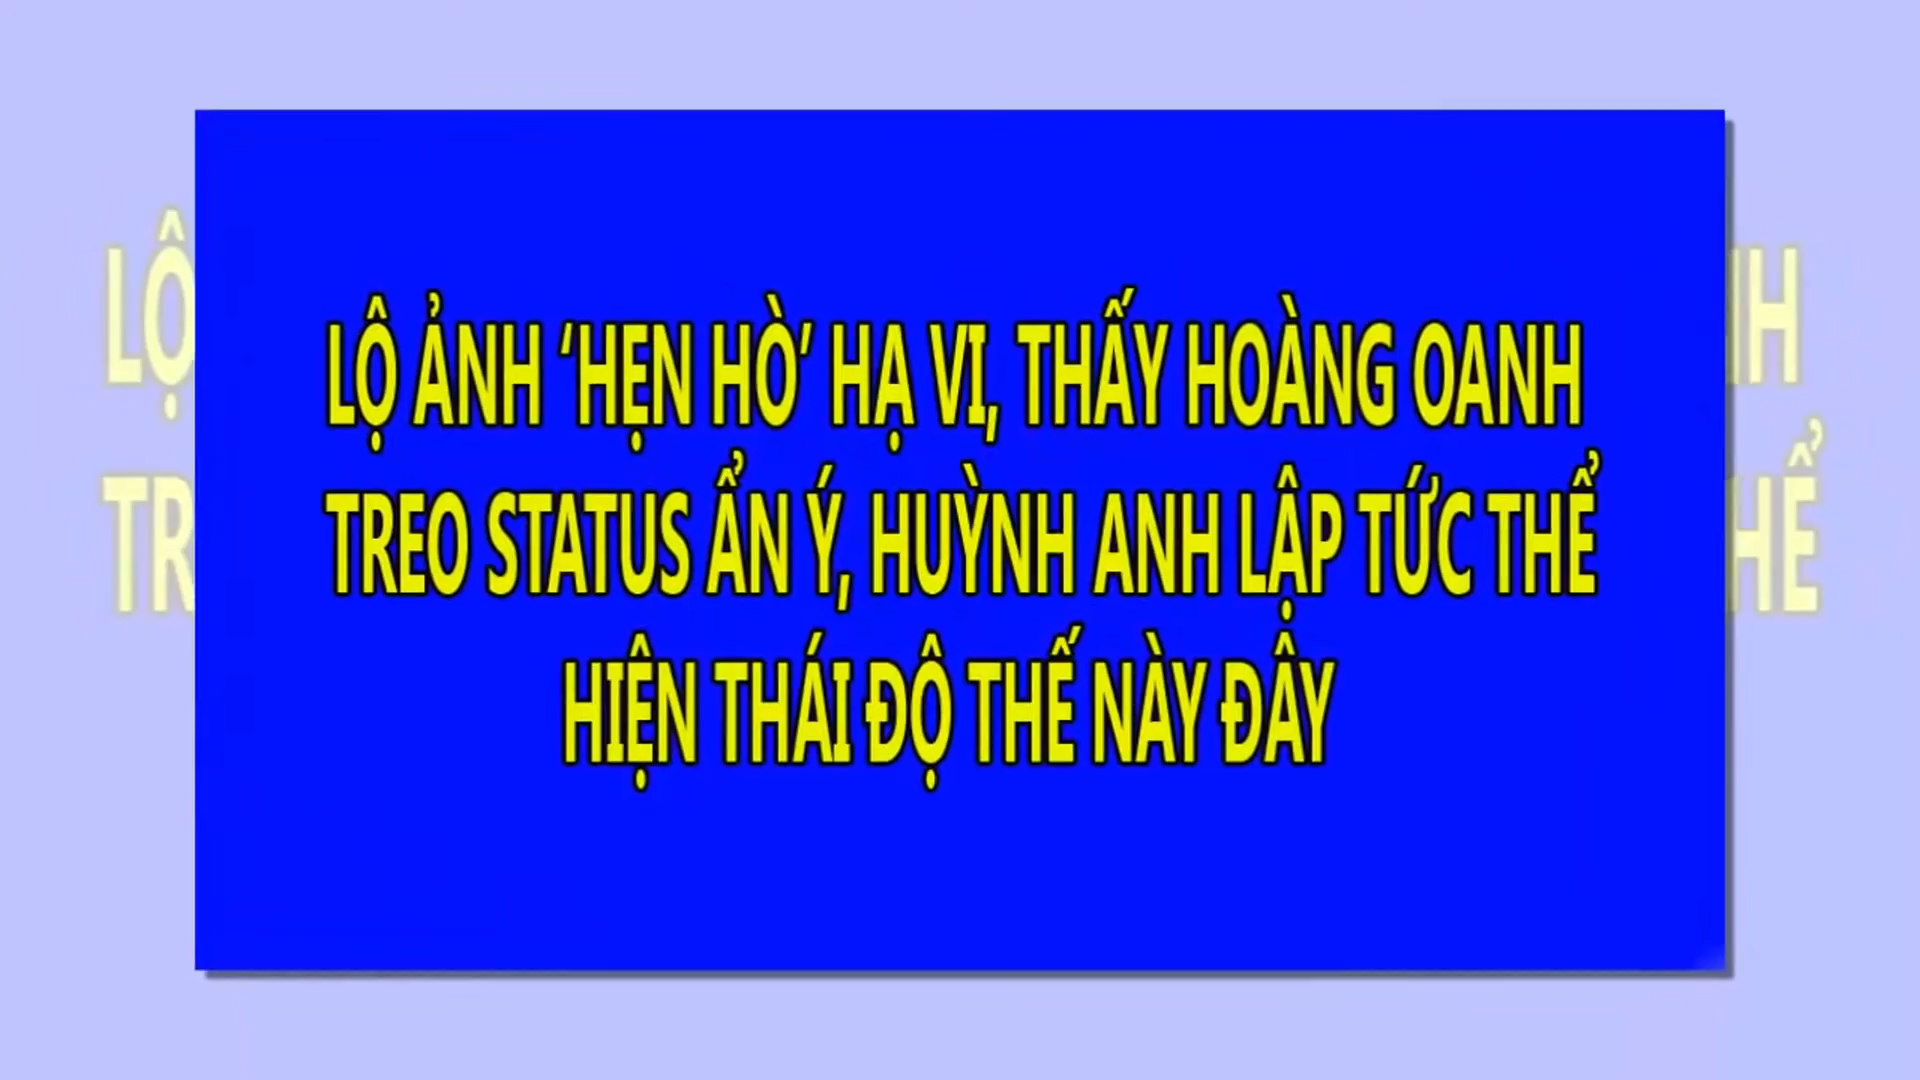 LỘ ẢNH ‘HẸN HÒ’ HẠ VI, THẤY HOÀNG OANH
TREO STATUS ẨN Ý, HUỲNH ANH LẬP TỨC THỂ
HIỆN THÁI ĐỘ THẾ NÀY ĐÂY